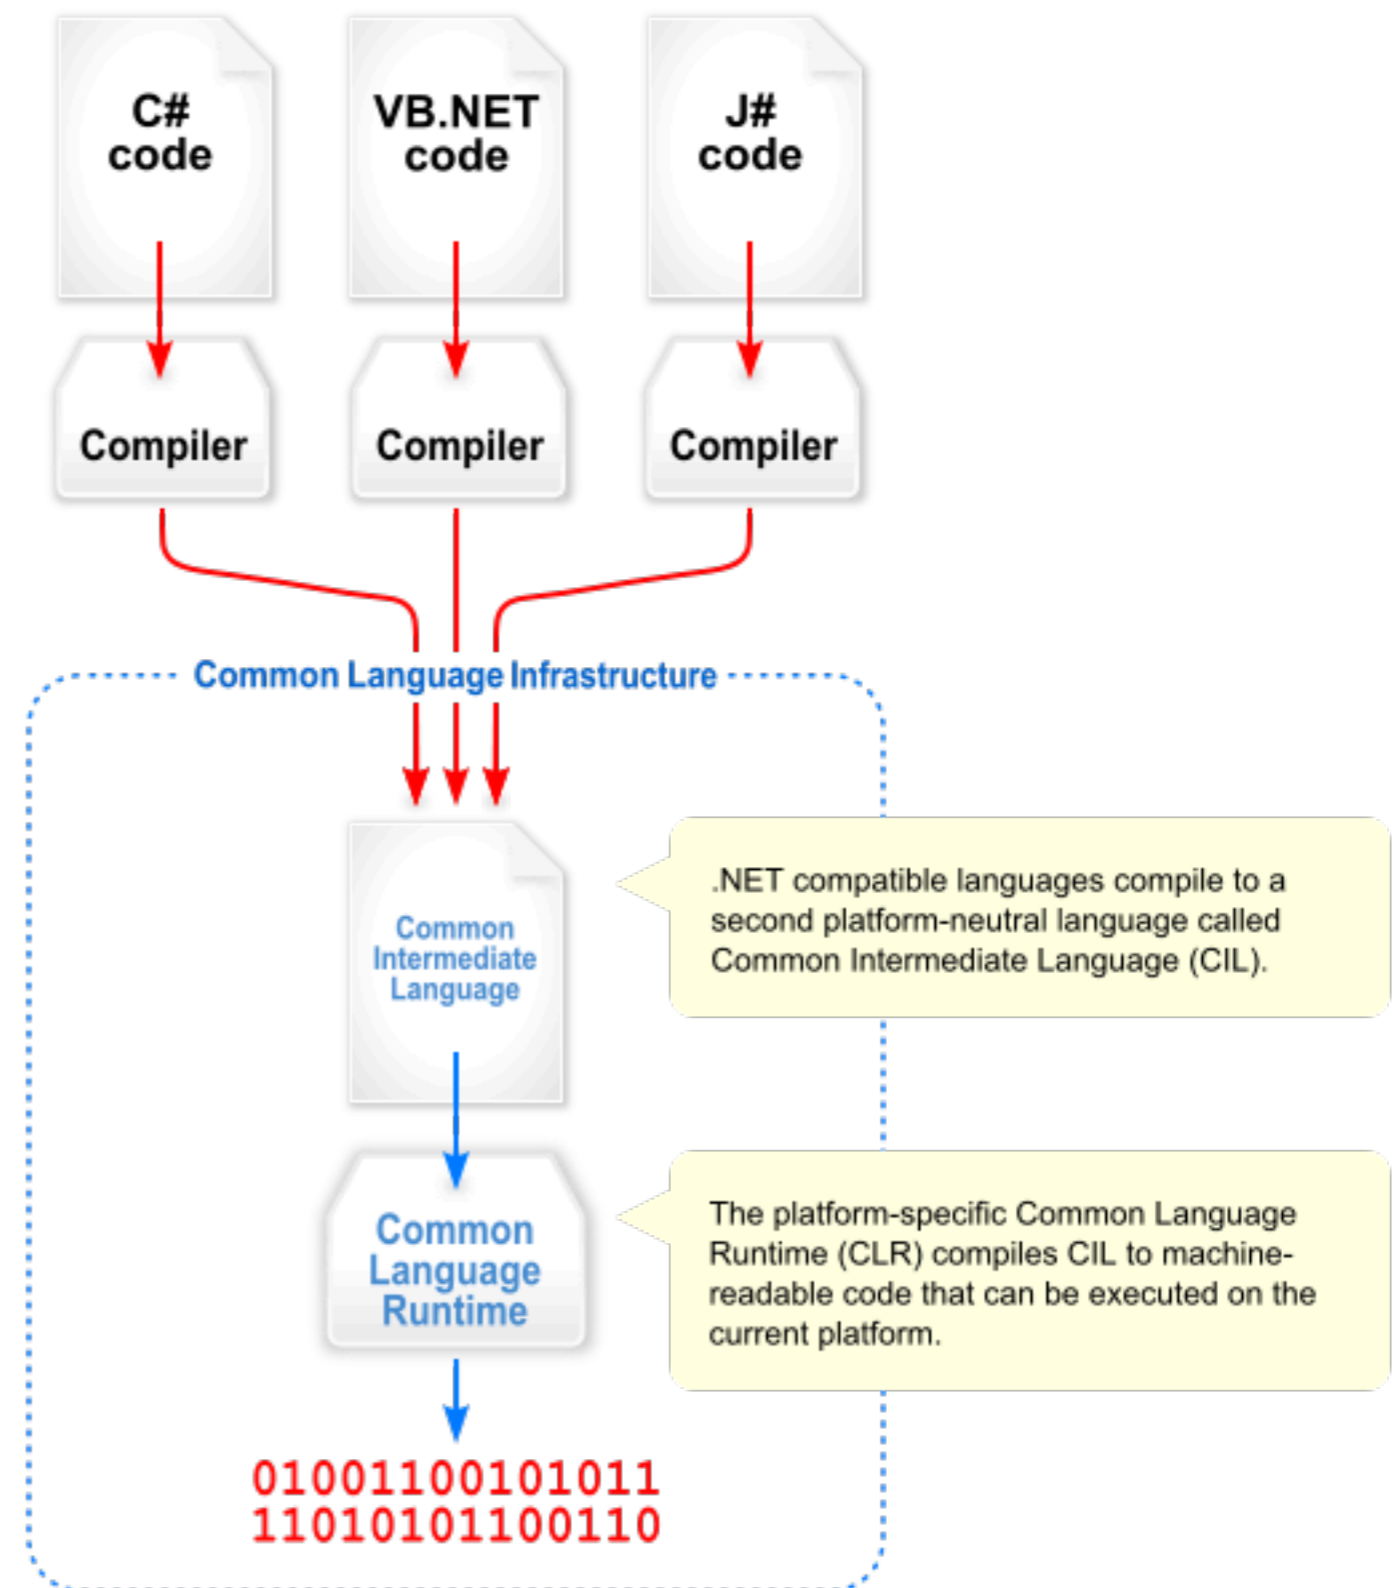 C#
code
VB.NET
code
J#
code
Compiler
Compiler
Compiler
Common Language Infrastructure
Common
Intermediate
Language
.NET compatible languages compile to a
second platform-neutral language called
Common Intermediate Language (CIL).
Common
Language
Runtime
The platform-specific Common Language
Runtime (CLR) compiles CIL to machine-
readable code that can be executed on the
current platform.
01001100101011
11010101100110